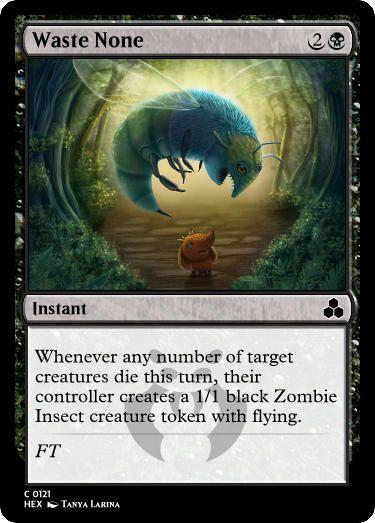 Waste None 2
Instant
Whenever any number of target
creatures die this turn, their
controller creates a 1/1 black Zombie
Insect creature token with flying.
FT
C 0121
HEX Tanya Larina